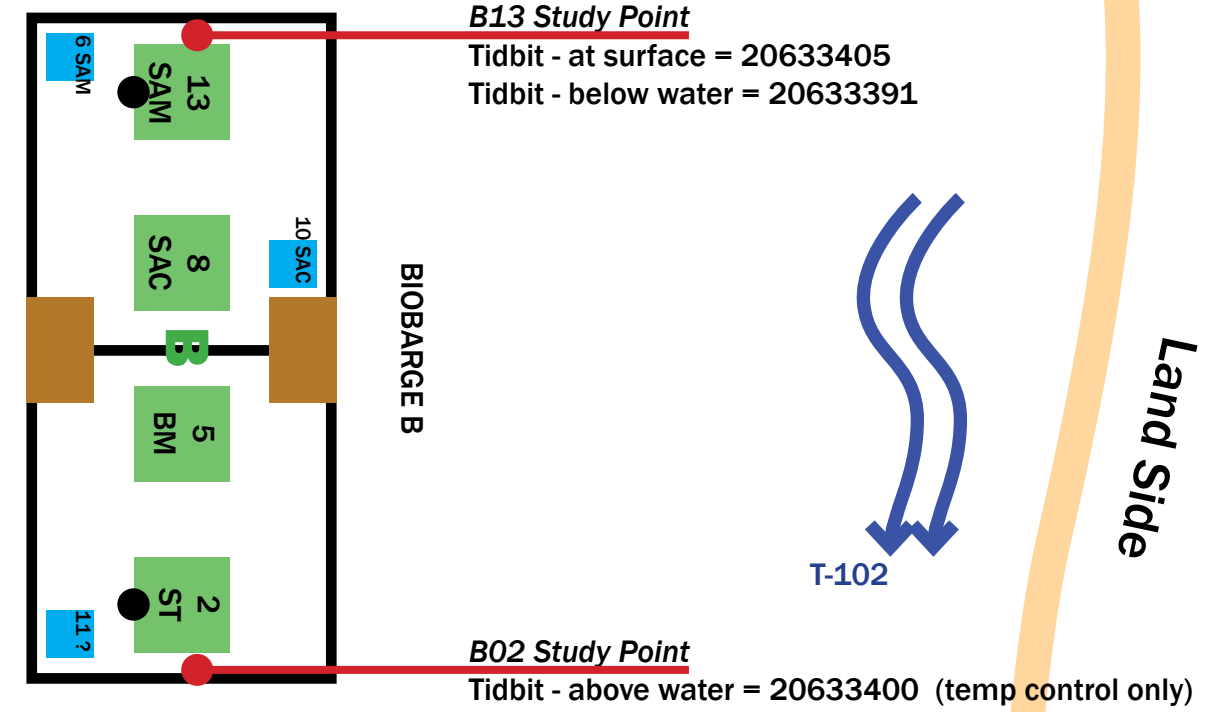 B13 Study Point
Tidbit - at surface = 20633405
Tidbit - below water = 20633391
6 SAM
13
SAM
8
SAC
10 SAC
B
BIOBARGE B
5
BM
2
ST
11 ?
T-102
Land Side
B02 Study Point
Tidbit - above water = 20633400 (temp control only)